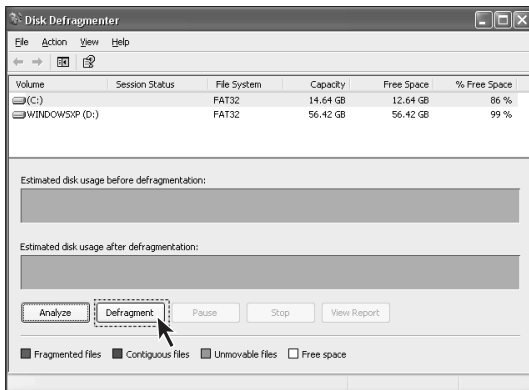 Disk Defragmenter
File Action View Help
Volume Session Status File System Capacity Free Space % Free Space
(C:) FAT32 14.64 GB 12.64 GB 86 %
WINDOWSXP (D:) FAT32 56.42 GB 56.42 GB 99 %
Estimated disk usage before defragmentation:
Estimated disk usage after defragmentation:
Analyze Defragment Pause Stop View Report
Fragmented files Contiguous files Unmovable files Free space